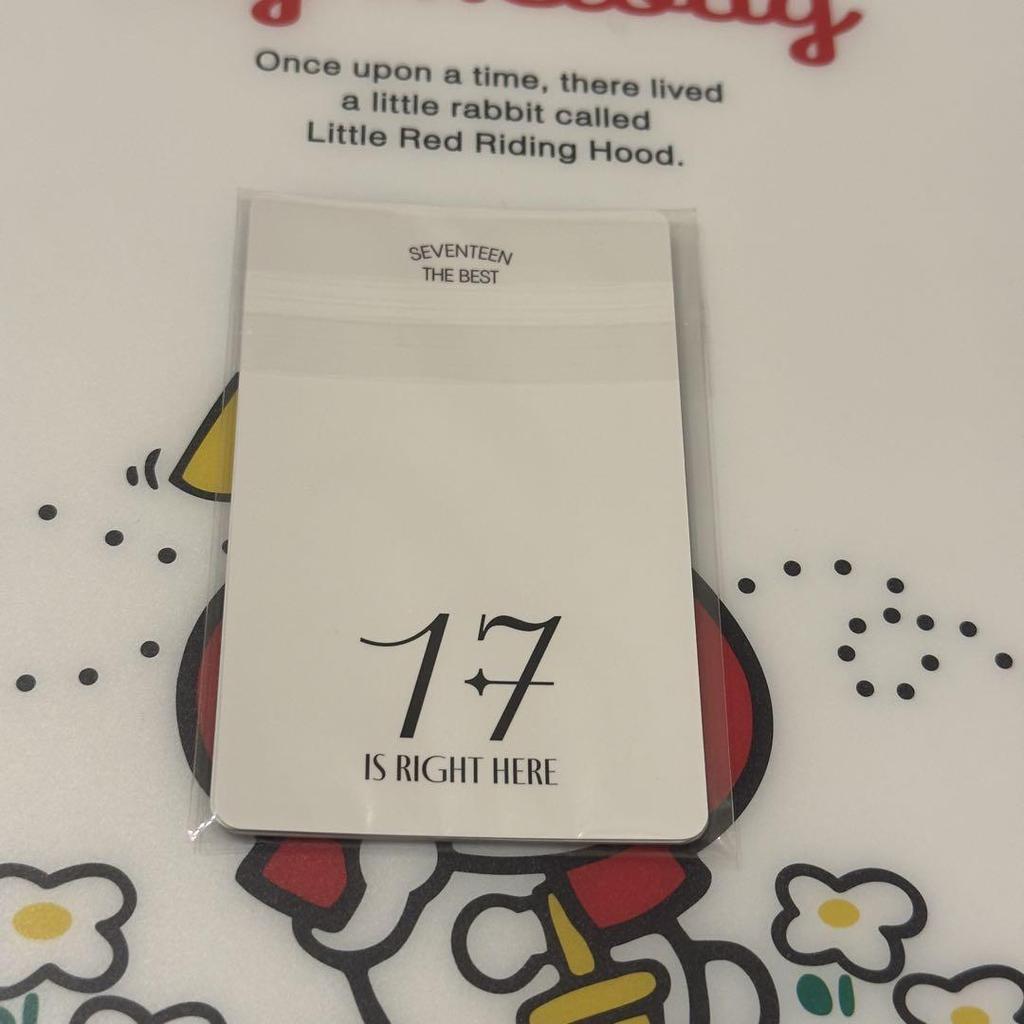 Once upon a time, there lived
a little rabbit called
Little Red Riding Hood.
SEVENTEEN
THE BEST
17
IS RIGHT HERE